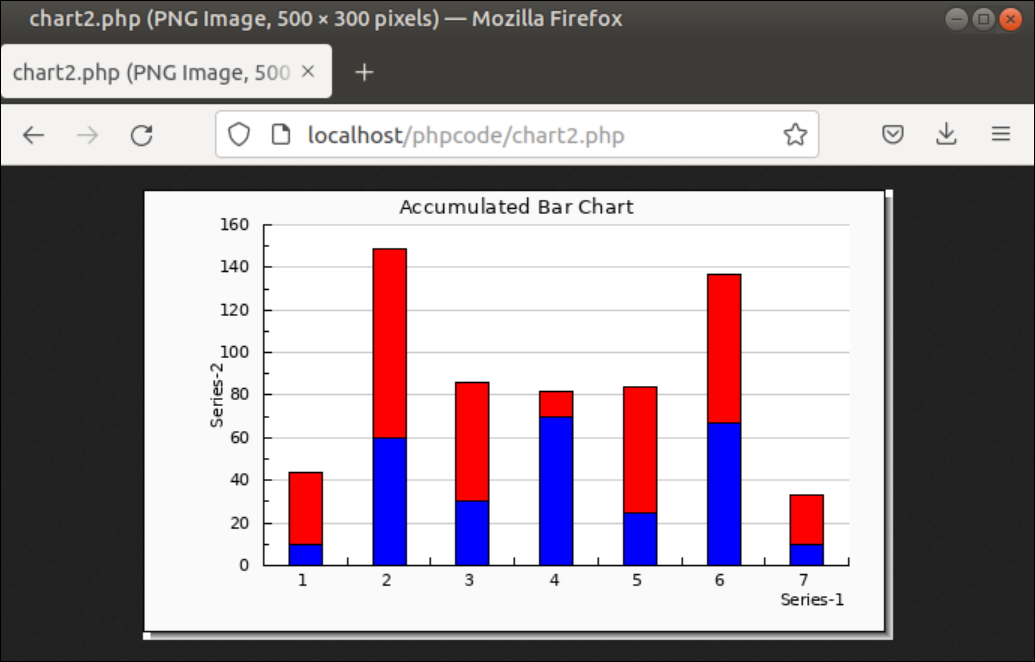 chart2.php (PNG Image, 500 × 300 pixels) — Mozilla Firefox
chart2.php (PNG Image, 500
localhost/phpcode/chart2.php
Accumulated Bar Chart
160
140
120
100
80
60
40
20
0
Series-2
1 2 3 4 5 6 7
Series-1